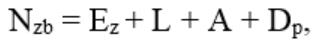 N_zb = E_z + L + A + D_p,